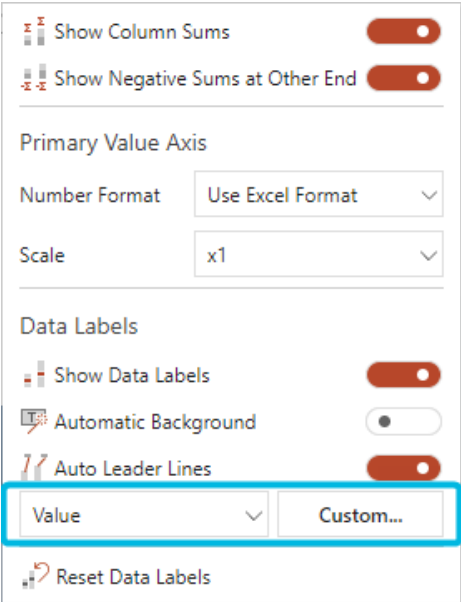 Show Column Sums
Show Negative Sums at Other End
Primary Value Axis
Number Format Use Excel Format
Scale x1
Data Labels
Show Data Labels
Automatic Background
Auto Leader Lines
Value Custom...
Reset Data Labels